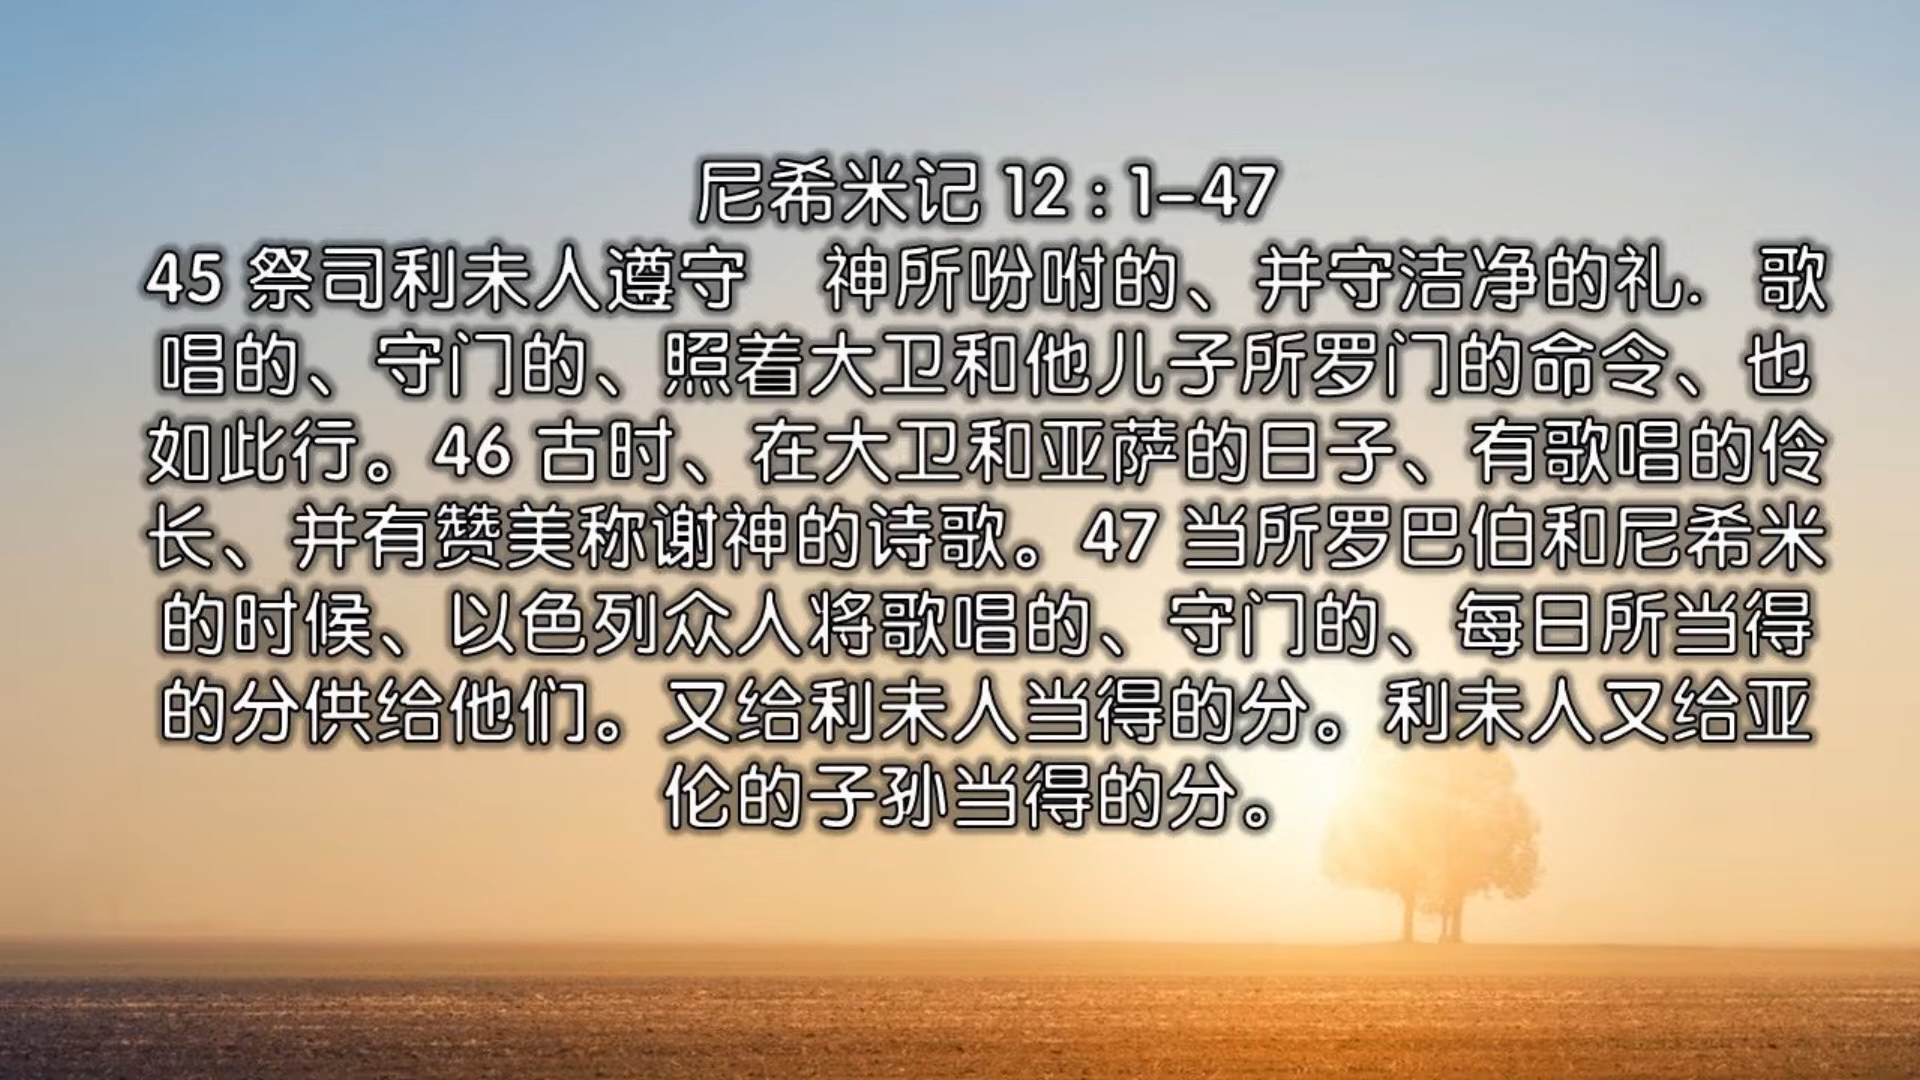 尼希米记 12 : 1-47
45 祭司利未人遵守　神所吩咐的、并守洁净的礼. 歌
唱的、守门的、照着大卫和他儿子所罗门的命令、也
如此行。46 古时、在大卫和亚萨的日子、有歌唱的伶
长、并有赞美称谢神的诗歌。47 当所罗巴伯和尼希米
的时候、以色列众人将歌唱的、守门的、每日所当得
的分供给他们。又给利未人当得的分。利未人又给亚
伦的子孙当得的分。